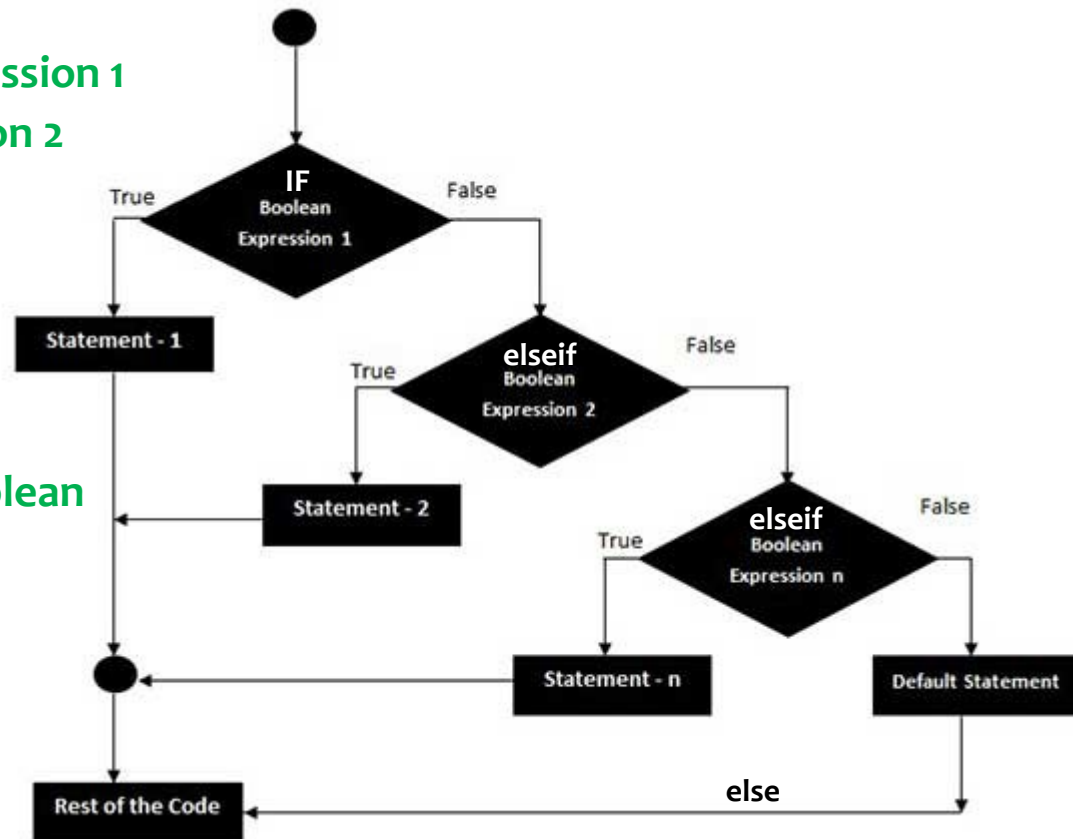 ssion 1
on 2
IF
Boolean
Expression 1
True
False
Statement - 1
elseif
Boolean
Expression 2
True
False
olean
Statement - 2
elseif
Boolean
Expression n
True
False
Statement - n
Default Statement
else
Rest of the Code